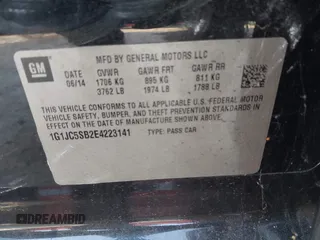 GM
MFD BY GENERAL MOTORS LLC
DATE GVWR GAWR FRT GAWR RR
06/14 1706 KG 895 KG 811 KG
3762 LB 1974 LB 1788 LB
THIS VEHICLE CONFORMS TO ALL APPLICABLE U.S. FEDERAL MOTOR
VEHICLE SAFETY, BUMPER, AND THEFT PREVENTION STANDARDS IN
EFFECT ON THE DATE OF MANUFACTURE SHOWN ABOVE.
1G1JC5SB2E4223141 TYPE: PASS CAR
DREAMBID